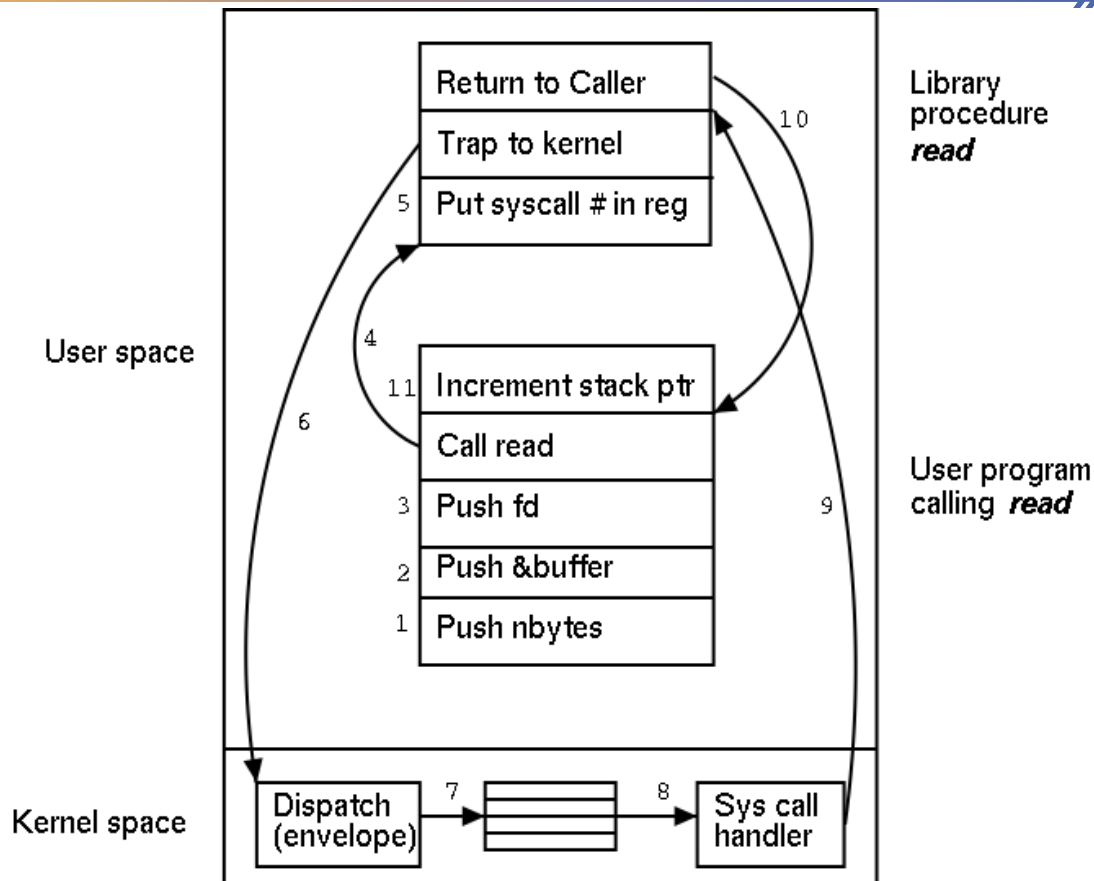 Return to Caller
Trap to kernel
5 Put syscall # in reg
10
Library
procedure
read
4
User space
11 Increment stack ptr
Call read
3 Push fd
2 Push &buffer
1 Push nbytes
6
9
User program
calling read
Kernel space
Dispatch
(envelope)
7
8
Sys call
handler